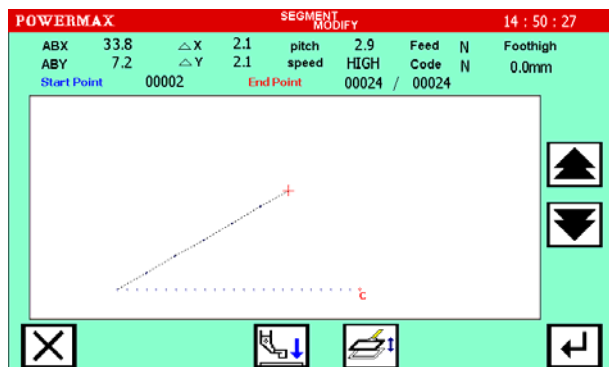 POWERMAX SEGMENT MODIFY 14 : 50 : 27
ABX 33.8 △X 2.1 pitch 2.9 Feed N Foothigh
ABY 7.2 △Y 2.1 speed HIGH Code N 0.0mm
Start Point 00002 End Point 00024 / 00024
C